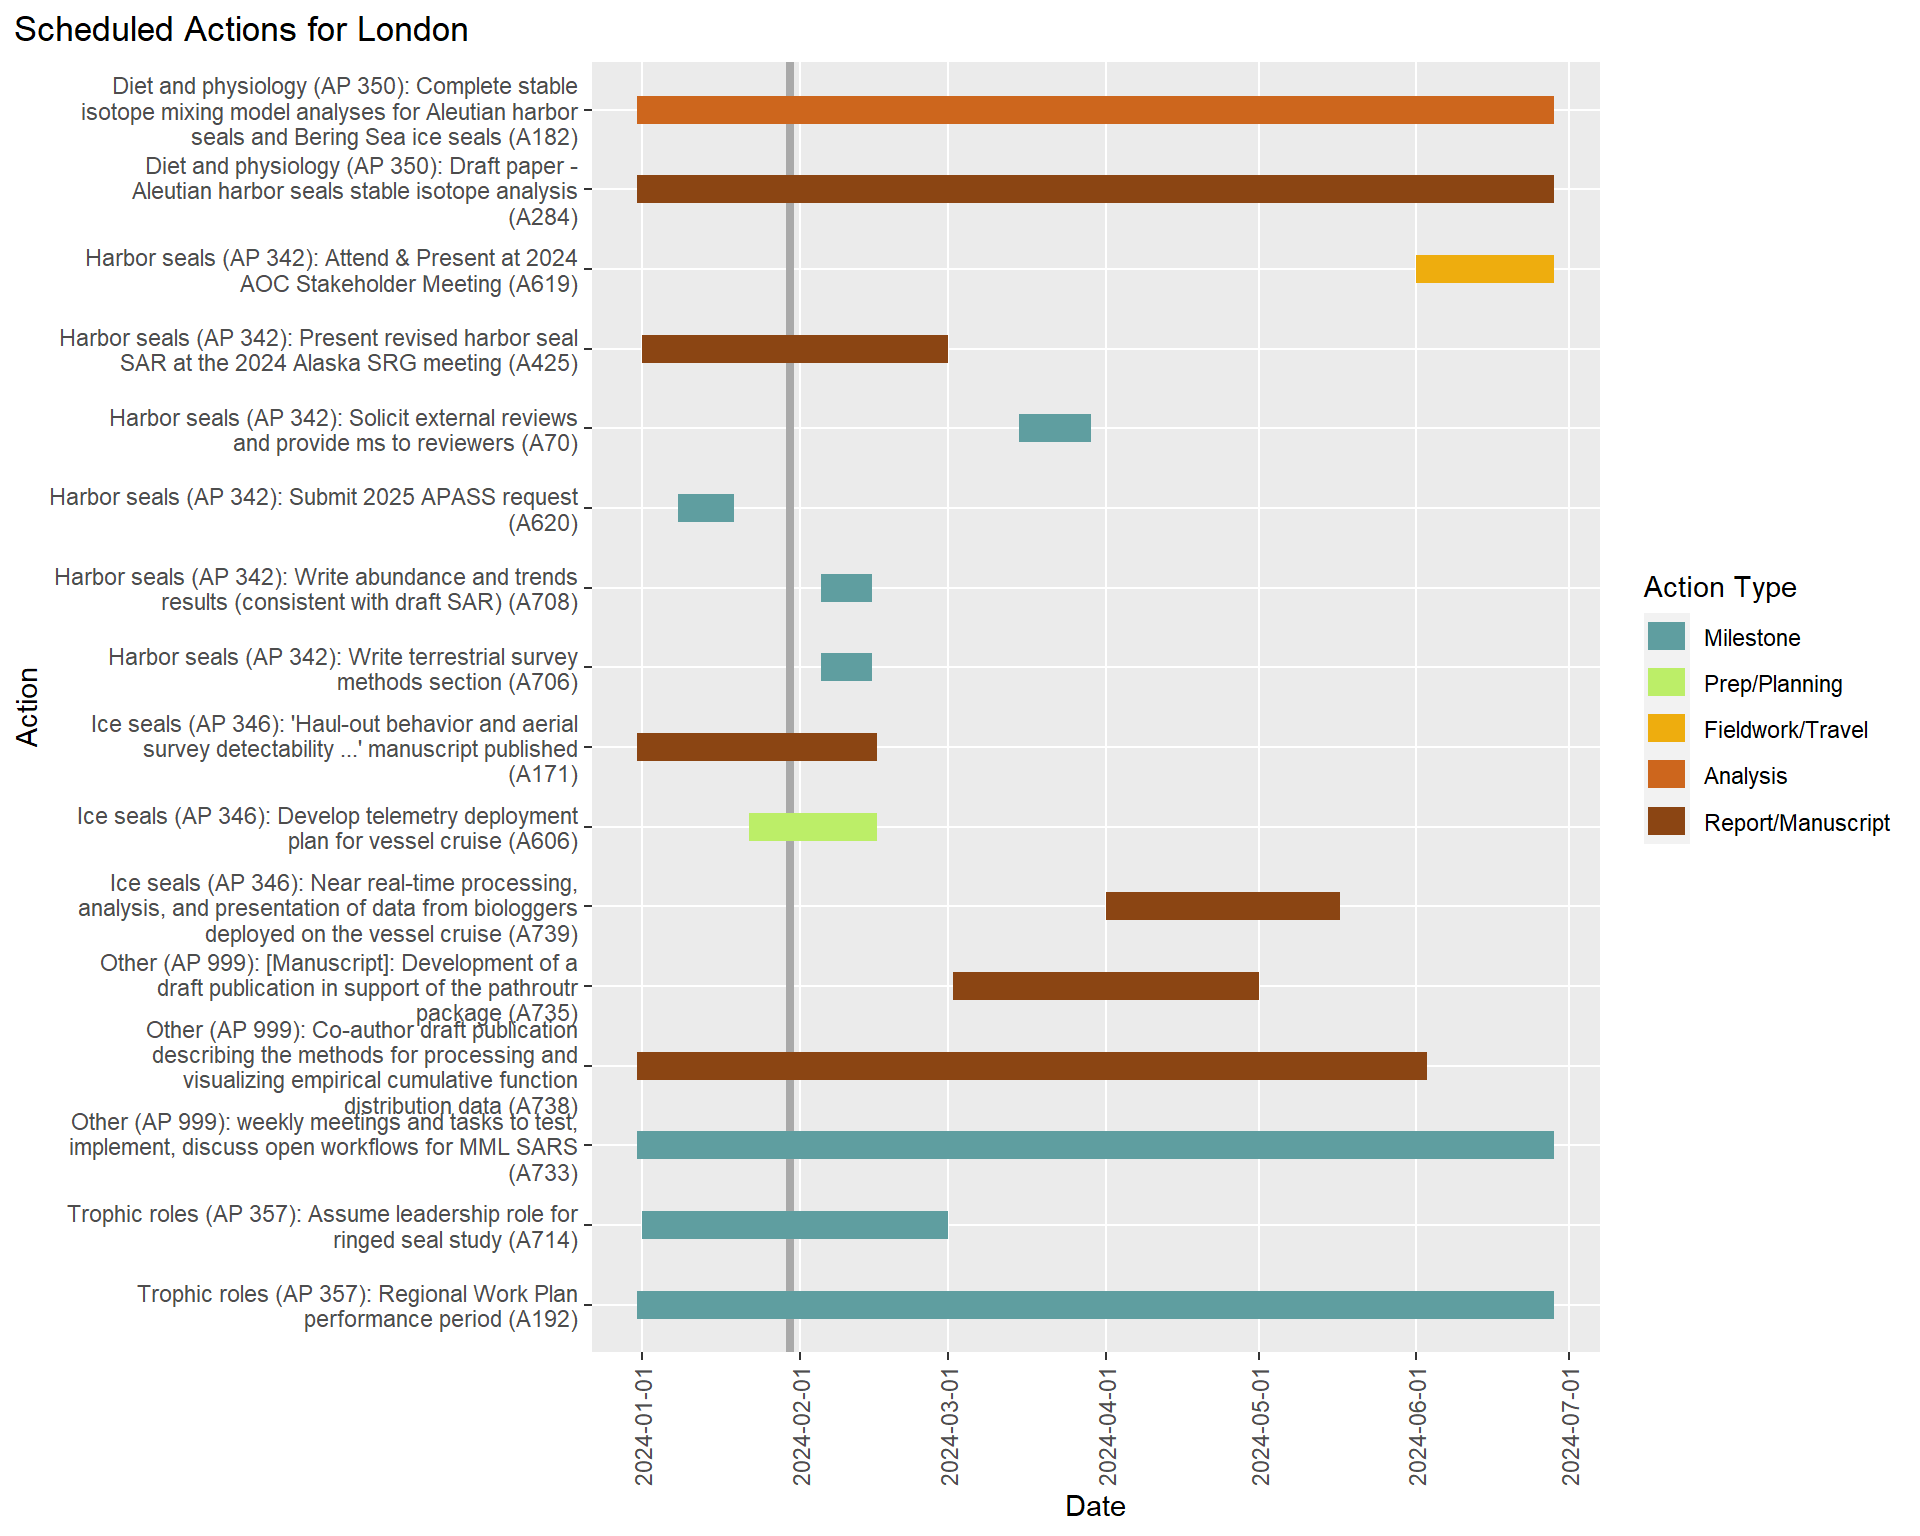 Scheduled Actions for London
Diet and physiology (AP 350): Complete stable
isotope mixing model analyses for Aleutian harbor
seals and Bering Sea ice seals (A182)
Diet and physiology (AP 350): Draft paper -
Aleutian harbor seals stable isotope analysis
(A284)
Harbor seals (AP 342): Attend & Present at 2024
AOC Stakeholder Meeting (A619)
Harbor seals (AP 342): Present revised harbor seal
SAR at the 2024 Alaska SRG meeting (A425)
Harbor seals (AP 342): Solicit external reviews
and provide ms to reviewers (A70)
Harbor seals (AP 342): Submit 2025 APASS request
(A620)
Harbor seals (AP 342): Write abundance and trends
results (consistent with draft SAR) (A708)
Harbor seals (AP 342): Write terrestrial survey
methods section (A706)
Ice seals (AP 346): 'Haul-out behavior and aerial
survey detectability ...' manuscript published
(A171)
Ice seals (AP 346): Develop telemetry deployment
plan for vessel cruise (A606)
Ice seals (AP 346): Near real-time processing,
analysis, and presentation of data from biologgers
deployed on the vessel cruise (A739)
Other (AP 999): [Manuscript]: Development of a
draft publication in support of the pathroutr
package (A735)
Other (AP 999): Co-author draft publication
describing the methods for processing and
visualizing empirical cumulative function
distribution data (A738)
Other (AP 999): weekly meetings and tasks to test,
implement, discuss open workflows for MML SARS
(A733)
Trophic roles (AP 357): Assume leadership role for
ringed seal study (A714)
Trophic roles (AP 357): Regional Work Plan
performance period (A192)
Action
2024-01-01
2024-02-01
2024-03-01
2024-04-01
2024-05-01
2024-06-01
2024-07-01
Date
Action Type
Milestone
Prep/Planning
Fieldwork/Travel
Analysis
Report/Manuscript